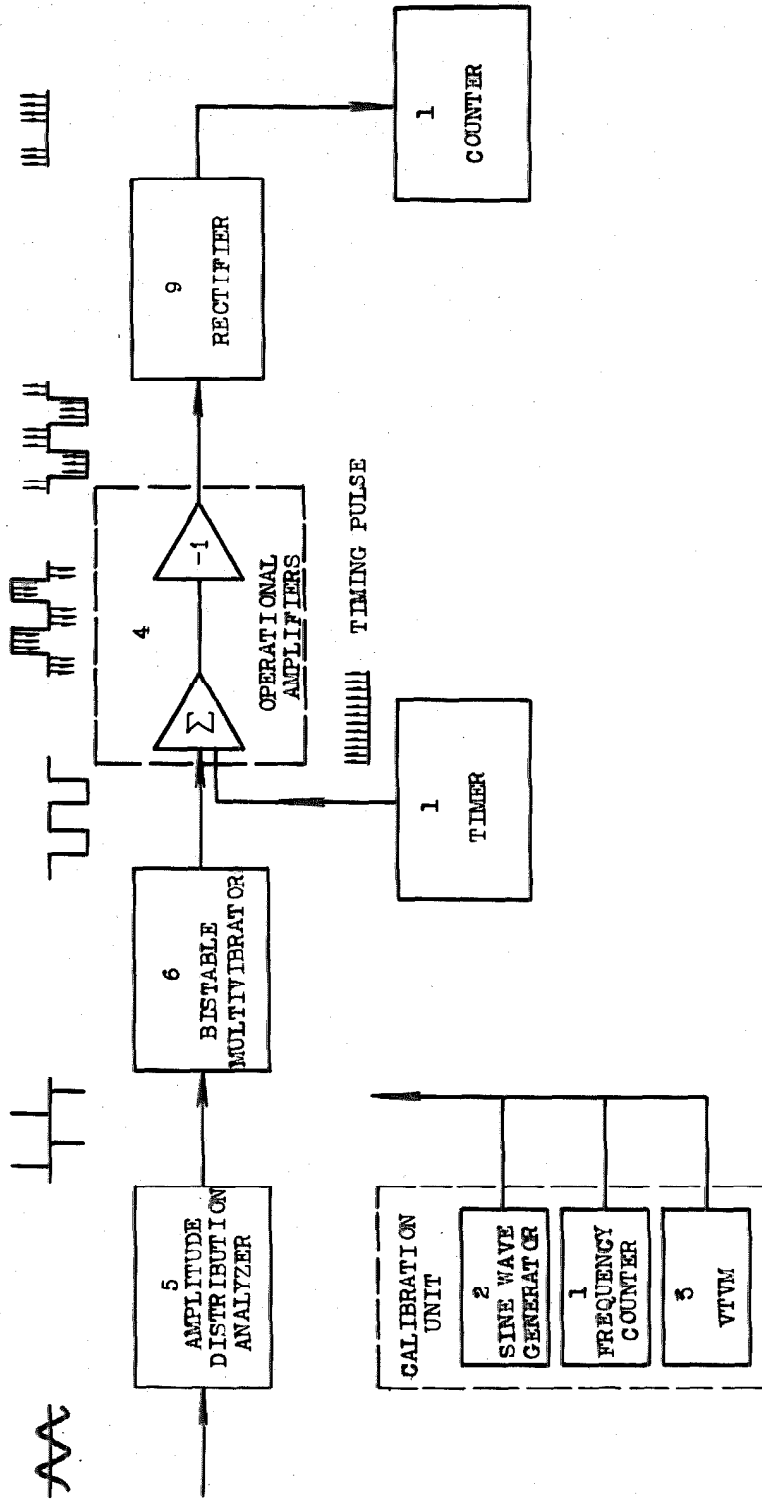 5
AMPLITUDE
DISTRIBUTION
ANALYZER
6
BISTABLE
MULTIVIBRATOR
4
Σ
-1
OPERATIONAL
AMPLIFIERS
9
RECTIFIER
TIMING PULSE
CALIBRATION
UNIT
2
SINE WAVE
GENERATOR
1
FREQUENCY
COUNTER
3
VTVM
1
TIMER
1
COUNTER